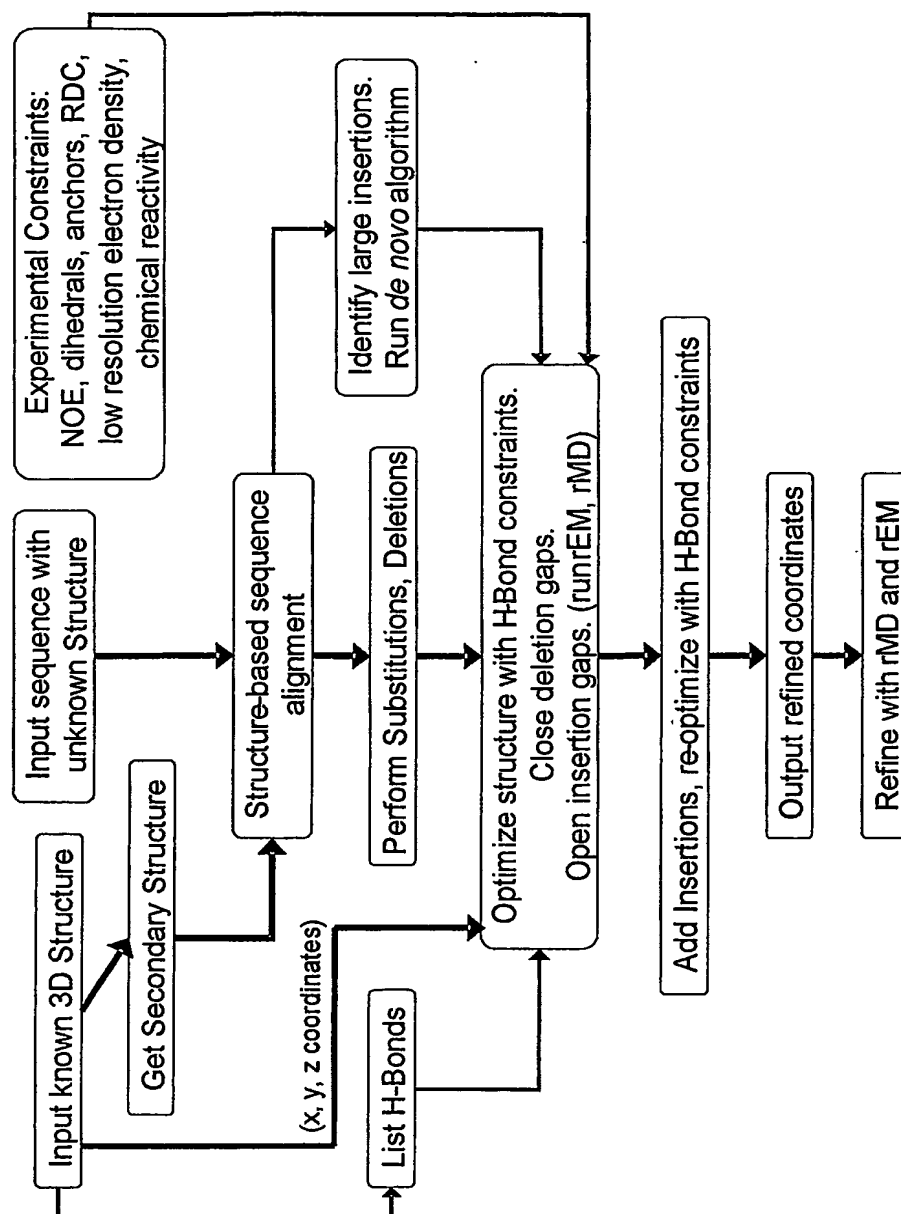 Input known 3D Structure
Input sequence with
unknown Structure
Experimental Constraints:
NOE, dihedrals, anchors, RDC,
low resolution electron density,
chemical reactivity
Get Secondary Structure
Structure-based sequence
alignment
(x, y, z coordinates)
List H-Bonds
Perform Substitutions, Deletions
Identify large insertions.
Run de novo algorithm
Optimize structure with H-Bond constraints.
Close deletion gaps.
Open insertion gaps. (runrEM, rMD)
Add Insertions, re-optimize with H-Bond constraints
Output refined coordinates
Refine with rMD and rEM